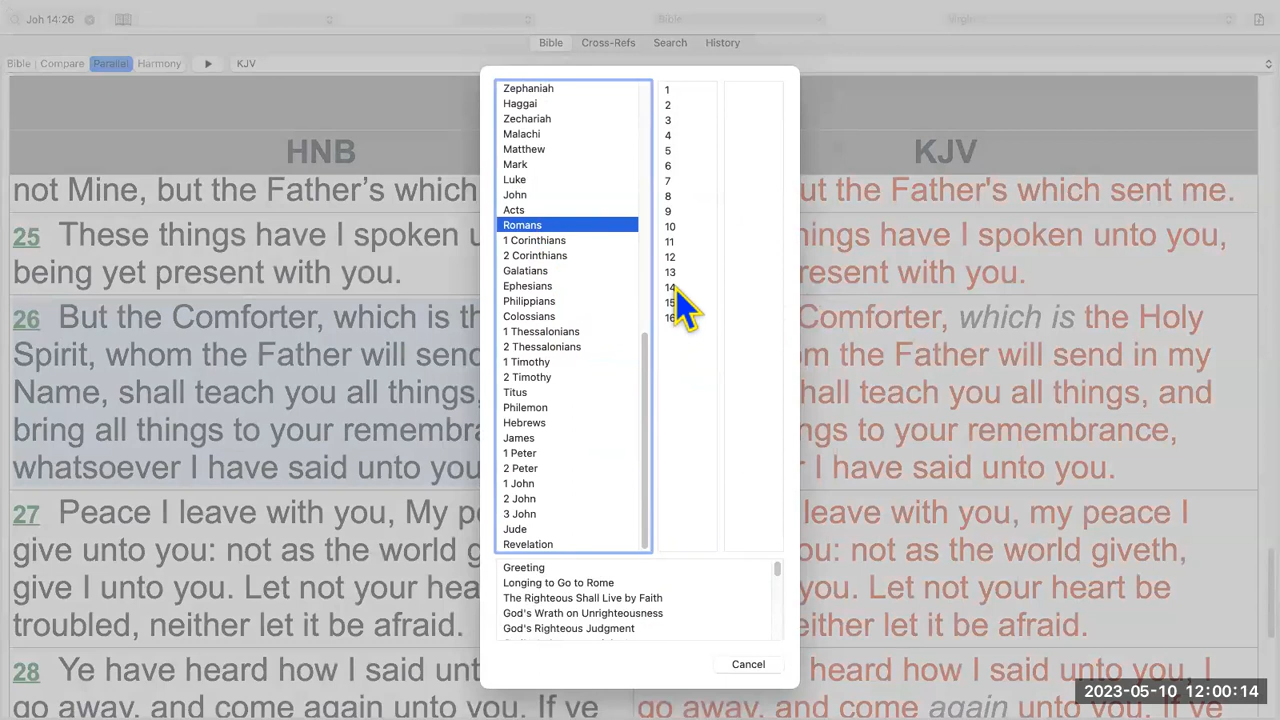 Joh 14:26
Bible
Bible Cross-Refs Search History
Bible Compare Parallel Harmony KJV
HNB
KJV
not Mine, but the Father’s which
25 These things have I spoken u
being yet present with you.
26 But the Comforter, which is th
Spirit, whom the Father will send
Name, shall teach you all things,
bring all things to your remembra
whatsoever I have said unto you
27 Peace I leave with you, My pe
give unto you: not as the world g
give I unto you. Let not your hear
troubled, neither let it be afraid.
28 Ye have heard how I said unt
go away, and come again unto you. If ye
Zephaniah
Haggai
Zechariah
Malachi
Matthew
Mark
Luke
John
Acts
Romans
1 Corinthians
2 Corinthians
Galatians
Ephesians
Philippians
Colossians
1 Thessalonians
2 Thessalonians
1 Timothy
2 Timothy
Titus
Philemon
Hebrews
James
1 Peter
2 Peter
1 John
2 John
3 John
Jude
Revelation
1
2
3
4
5
6
7
8
9
10
11
12
13
14
15
16
Greeting
Longing to Go to Rome
The Righteous Shall Live by Faith
God's Wrath on Unrighteousness
God's Righteous Judgment
Cancel
ut the Father's which sent me.
hings have I spoken unto you,
resent with you.
Comforter, which is the Holy
om the Father will send in my
hall teach you all things, and
ngs to your remembrance,
r I have said unto you.
leave with you, my peace I
you: not as the world giveth,
you. Let not your heart be
either let it be afraid.
heard how I said unto you, I
go away, and come again unto you. If ye
2023-05-10 12:00:14